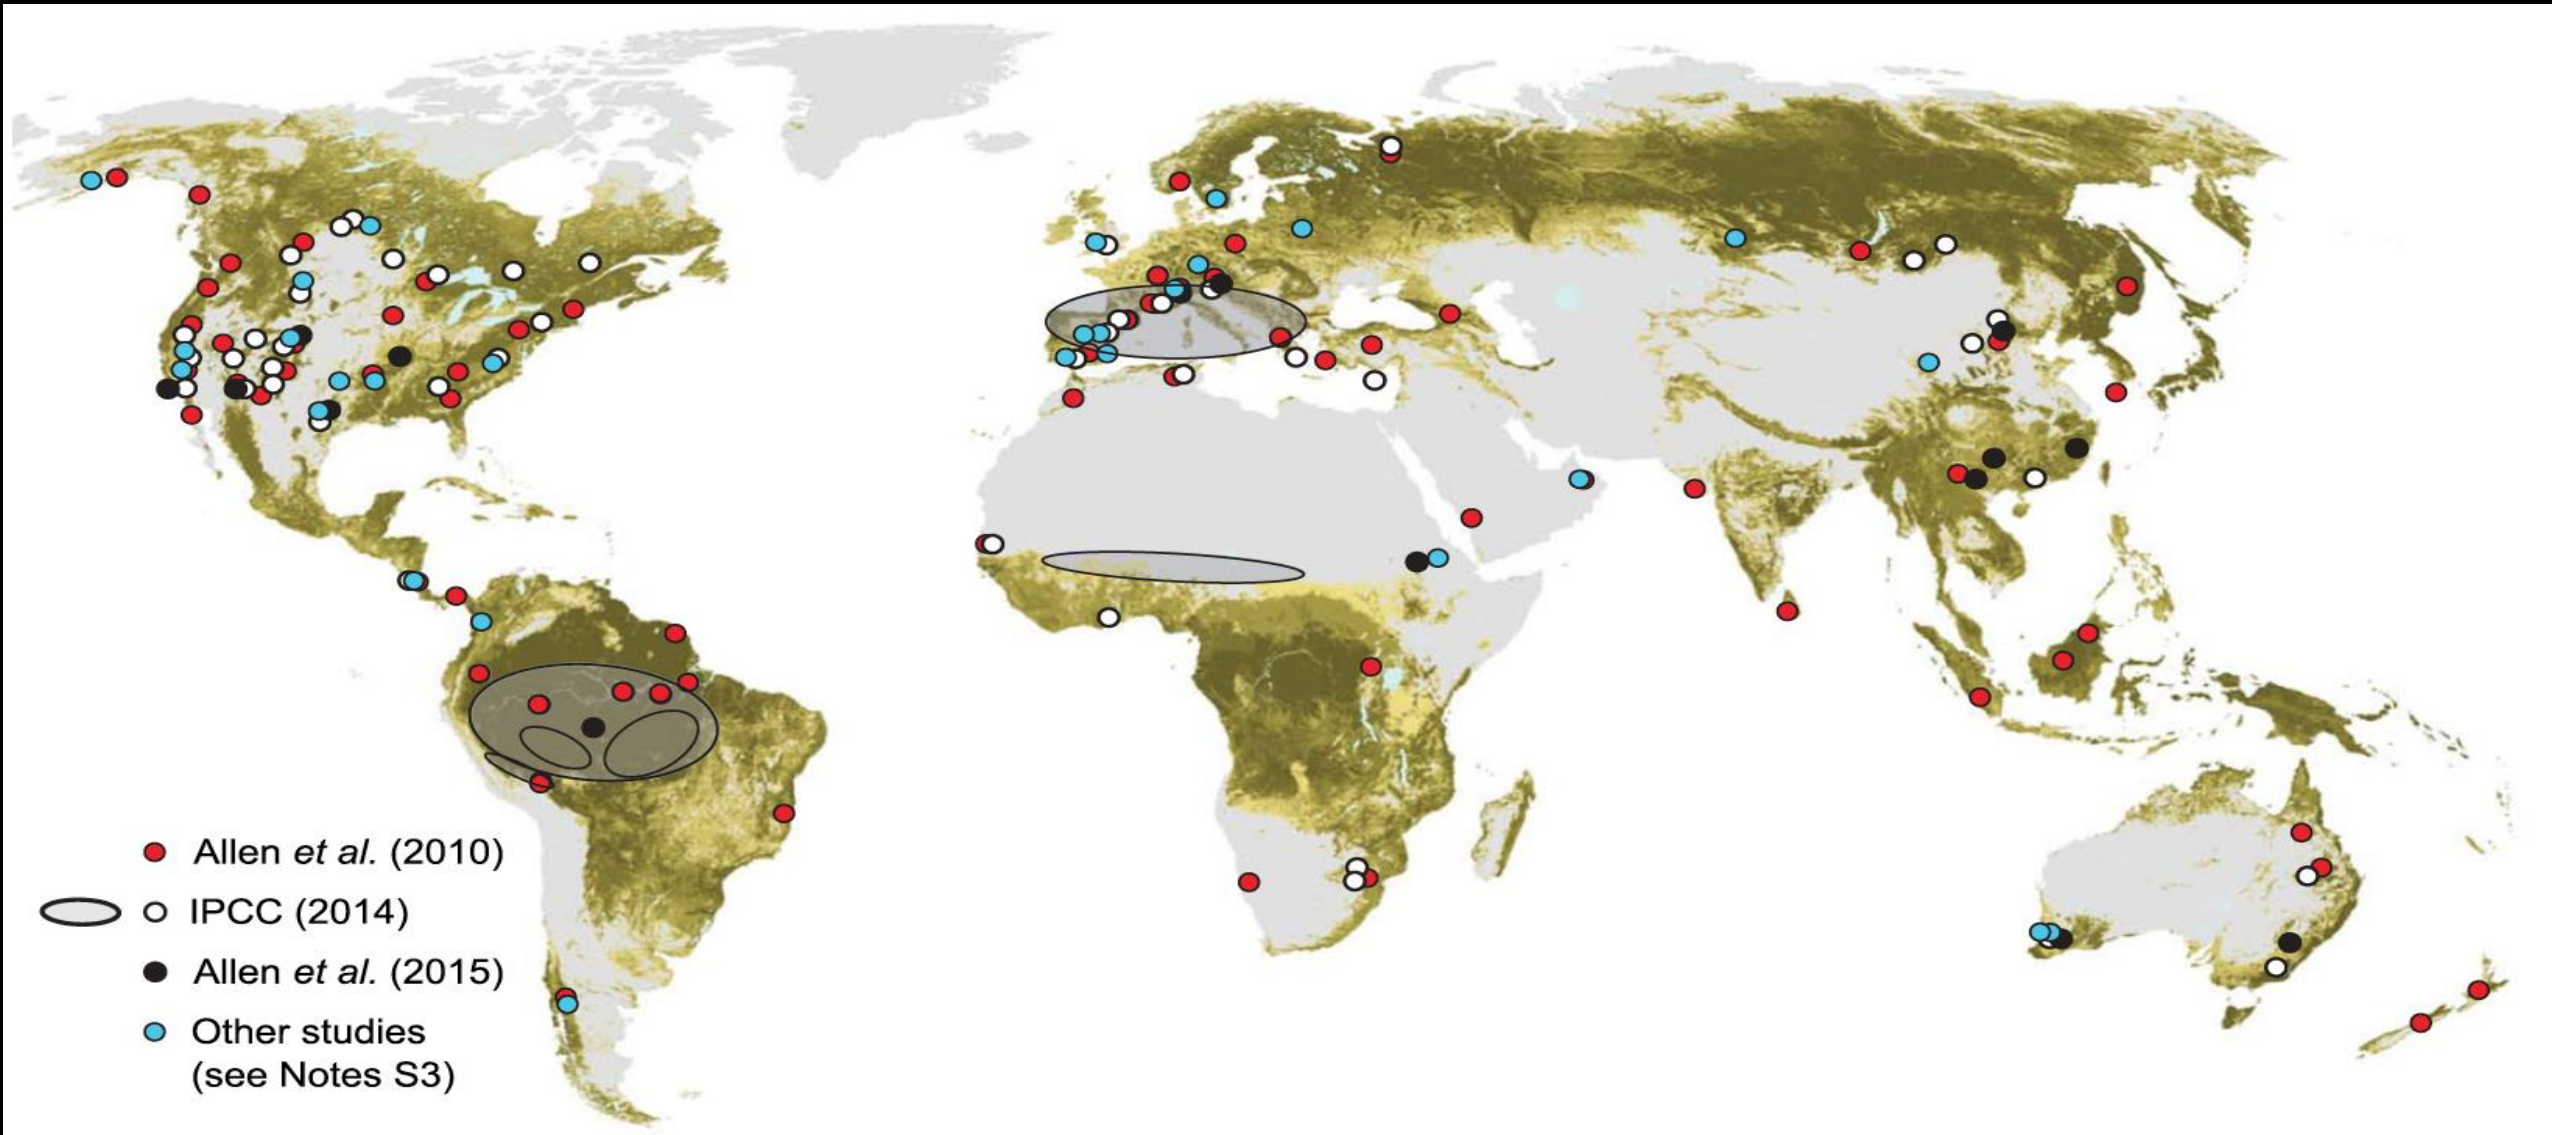 Allen et al. (2010)
IPCC (2014)
Allen et al. (2015)
Other studies
(see Notes S3)